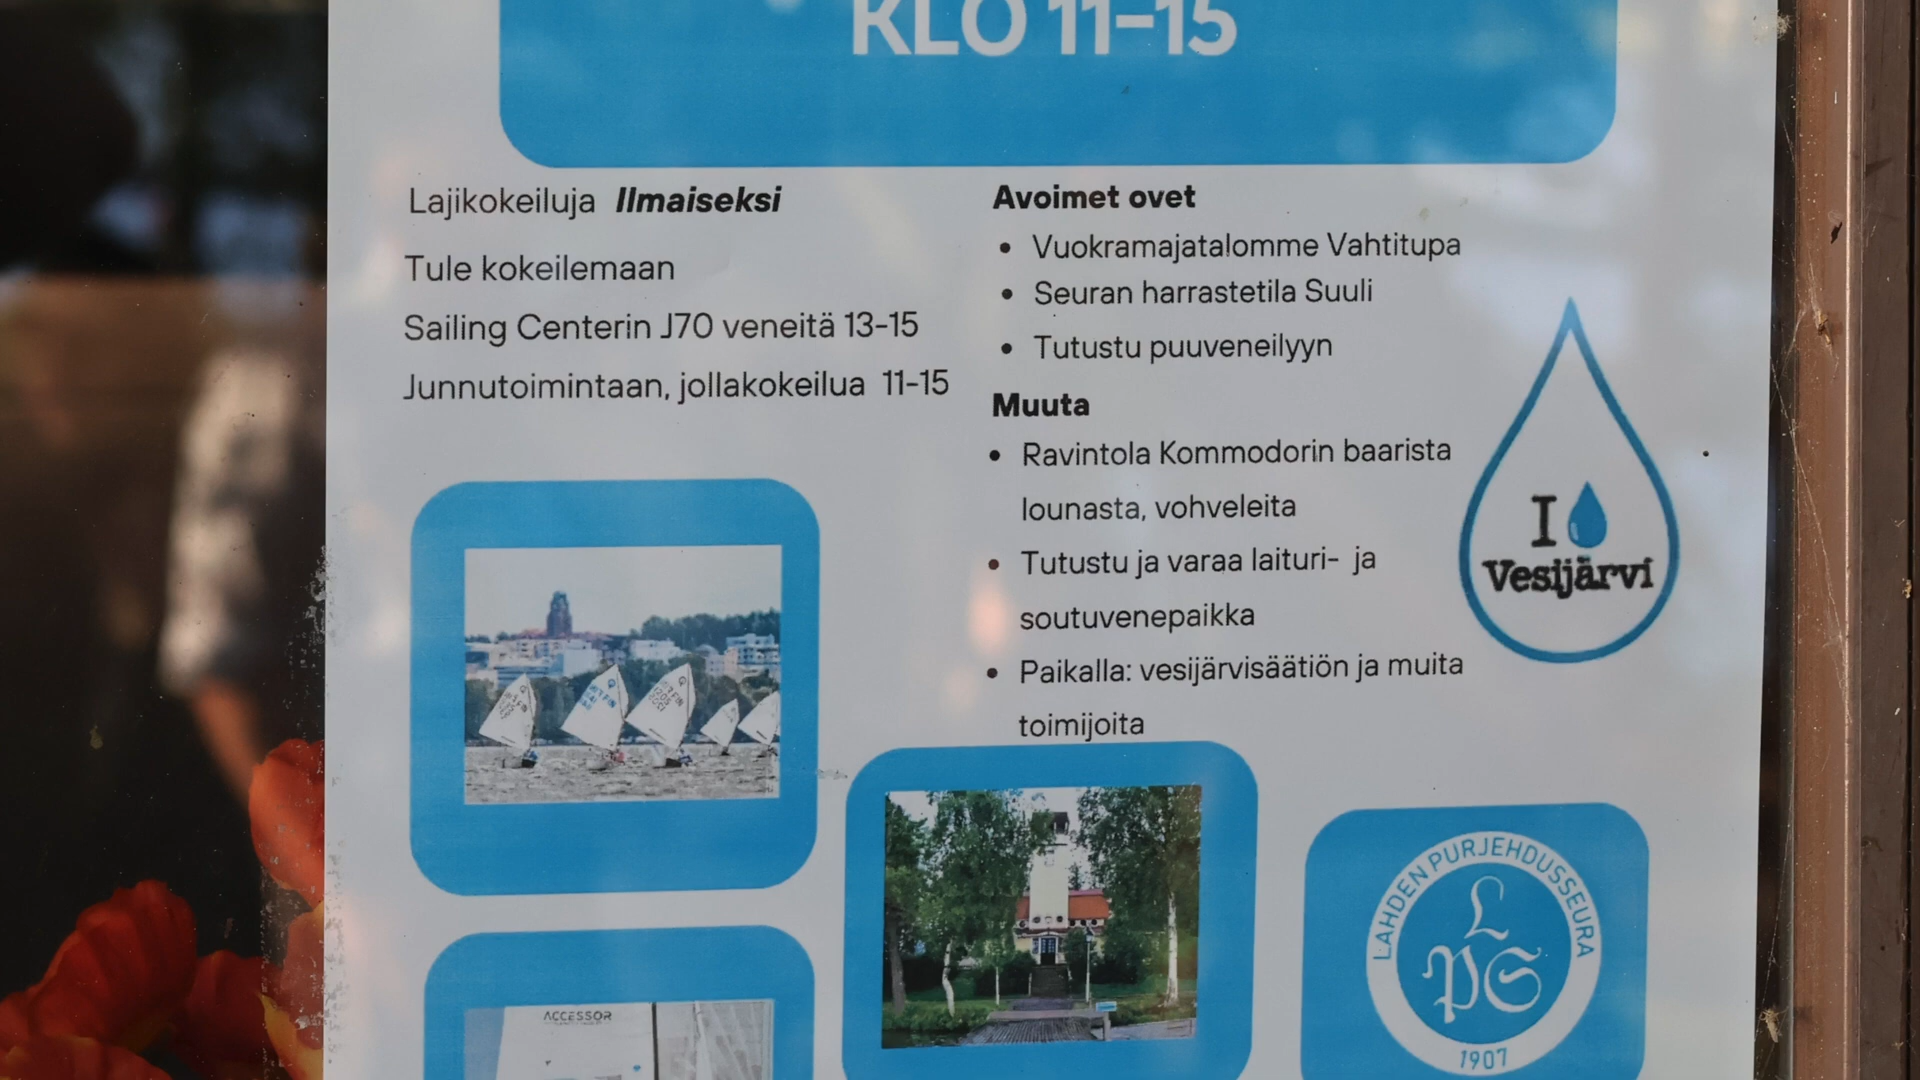 KLO 11-15
Lajikokeiluja Ilmaiseksi
Tule kokeilemaan
Sailing Centerin J70 veneitä 13-15
Junnutoimintaan, jollakokeilua 11-15
Avoimet ovet
• Vuokramajatalomme Vahtitupa
• Seuran harrastetila Suuli
• Tutustu puuveneilyyn
Muuta
• Ravintola Kommodorin baarista
lounasta, vohveleita
• Tutustu ja varaa laituri- ja
soutuvenepaikka
• Paikalla: vesijärvisäätiön ja muita
toimijoita
I
Vesijärvi
ACCESSOR
LAHDEN PURJEHDUSSEURA
L
PS
1907